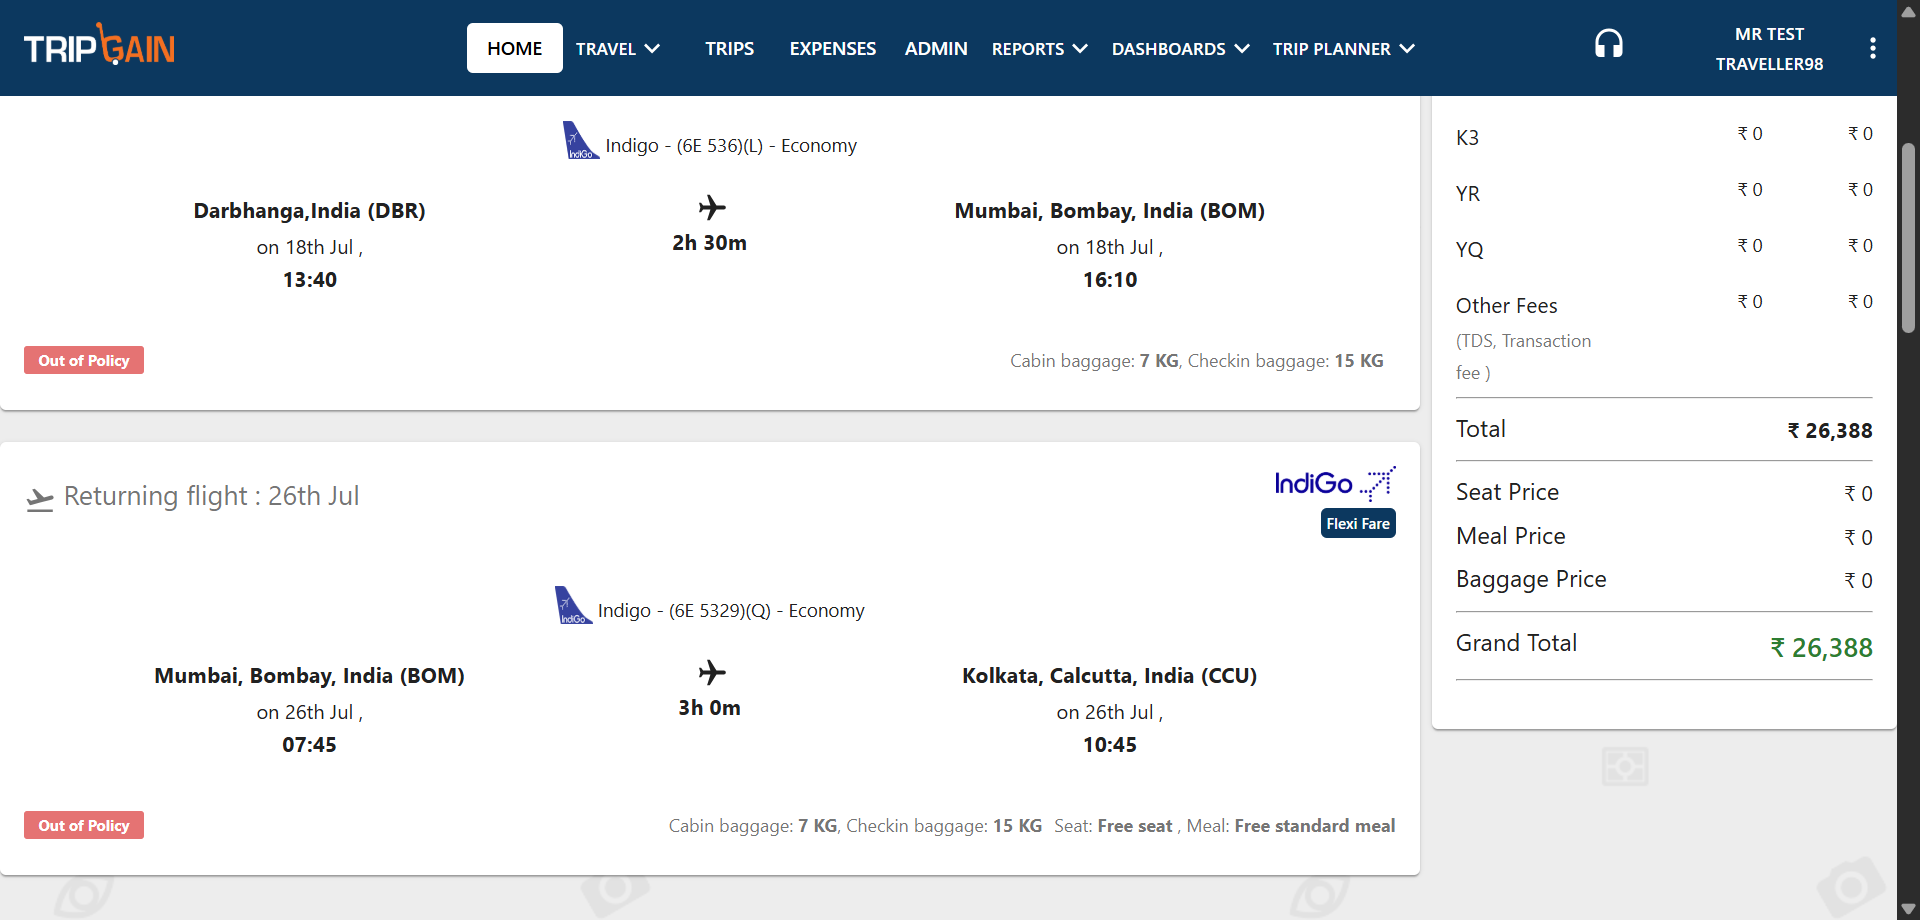 TRIPGAIN
HOME TRAVEL TRIPS EXPENSES ADMIN REPORTS DASHBOARDS TRIP PLANNER
MR TEST
TRAVELLER98
IndiGo
Indigo - (6E 536)(L) - Economy
Darbhanga,India (DBR)
on 18th Jul ,
13:40
2h 30m
Mumbai, Bombay, India (BOM)
on 18th Jul ,
16:10
Out of Policy
Cabin baggage: 7 KG, Checkin baggage: 15 KG
Returning flight : 26th Jul
IndiGo
Flexi Fare
IndiGo
Indigo - (6E 5329)(Q) - Economy
Mumbai, Bombay, India (BOM)
on 26th Jul ,
07:45
3h 0m
Kolkata, Calcutta, India (CCU)
on 26th Jul ,
10:45
Out of Policy
Cabin baggage: 7 KG, Checkin baggage: 15 KG Seat: Free seat , Meal: Free standard meal
K3 ₹ 0 ₹ 0
YR ₹ 0 ₹ 0
YQ ₹ 0 ₹ 0
Other Fees ₹ 0 ₹ 0
(TDS, Transaction
fee )
Total ₹ 26,388
Seat Price ₹ 0
Meal Price ₹ 0
Baggage Price ₹ 0
Grand Total ₹ 26,388